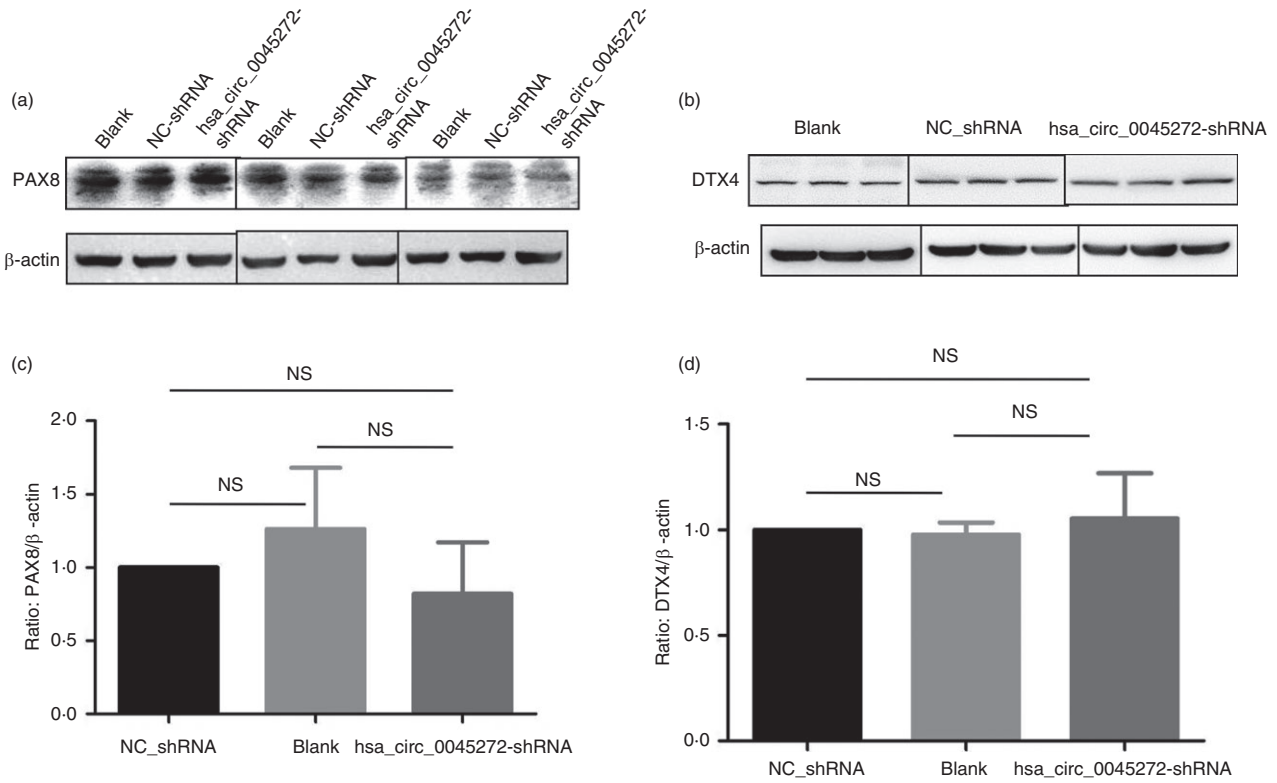 (a)
Blank
NC-shRNA
hsa_circ_0045272-
shRNA
Blank
NC-shRNA
hsa_circ_0045272-
shRNA
Blank
NC-shRNA
hsa_circ_0045272-
shRNA
PAX8
β-actin
(b)
Blank
NC_shRNA
hsa_circ_0045272-shRNA
DTX4
β-actin
(c)
NS
NS
NS
2·0
1·5
1·0
0·5
0·0
Ratio: PAX8/β -actin
NC_shRNA
Blank
hsa_circ_0045272-shRNA
(d)
NS
NS
NS
1·5
1·0
0·5
0·0
Ratio: DTX4/β -actin
NC_shRNA
Blank
hsa_circ_0045272-shRNA